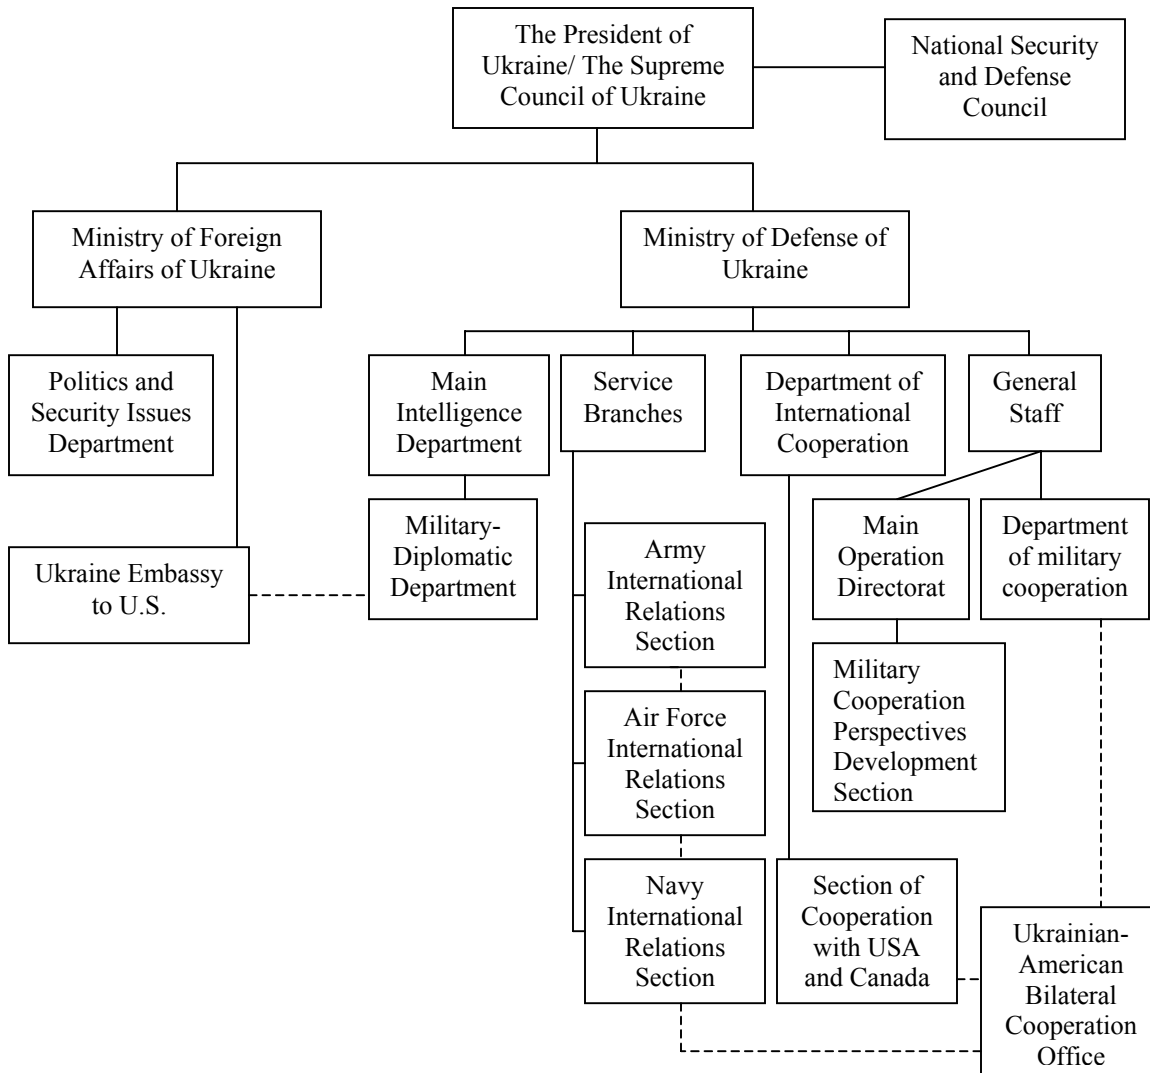 The President of
Ukraine/ The Supreme
Council of Ukraine
National Security
and Defense
Council
Ministry of Foreign
Affairs of Ukraine
Ministry of Defense of
Ukraine
Politics and
Security Issues
Department
Main
Intelligence
Department
Service
Branches
Department of
International
Cooperation
General
Staff
Ukraine Embassy
to U.S.
Military-
Diplomatic
Department
Army
International
Relations
Section
Main
Operation
Directorat
Department
of military
cooperation
Air Force
International
Relations
Section
Military
Cooperation
Perspectives
Development
Section
Navy
International
Relations
Section
Section of
Cooperation
with USA
and Canada
Ukrainian-
American
Bilateral
Cooperation
Office